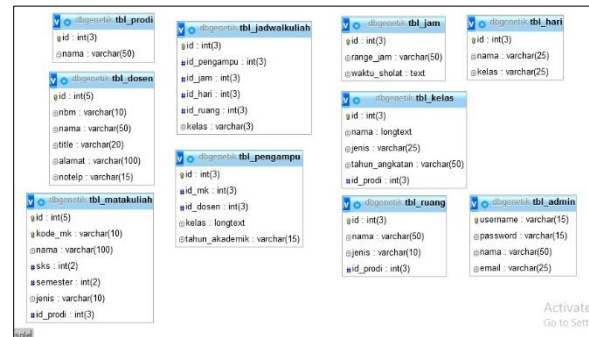 dbgenetik tbl_prodi
id : int(3)
nama : varchar(50)
dbgenetik tbl_dosen
id : int(5)
nbm : varchar(10)
nama : varchar(50)
title : varchar(20)
alamat : varchar(100)
notelp : varchar(15)
dbgenetik tbl_matakuliah
id : int(5)
kode_mk : varchar(10)
nama : varchar(100)
sks : int(2)
semester : int(2)
jenis : varchar(10)
id_prodi : int(3)
dbgenetik tbl_jadwalkuliah
id : int(3)
id_pengampu : int(3)
id_jam : int(3)
id_hari : int(3)
id_ruang : int(3)
kelas : varchar(3)
dbgenetik tbl_pengampu
id : int(3)
id_mk : int(3)
id_dosen : int(3)
kelas : longtext
tahun_akademik : varchar(15)
dbgenetik tbl_jam
id : int(3)
range_jam : varchar(50)
waktu_sholat : text
dbgenetik tbl_hari
id : int(3)
nama : varchar(25)
kelas : varchar(25)
dbgenetik tbl_kelas
id : int(3)
nama : longtext
jenis : varchar(25)
tahun_angkatan : varchar(50)
id_prodi : int(3)
dbgenetik tbl_ruang
id : int(3)
nama : varchar(50)
jenis : varchar(10)
id_prodi : int(3)
dbgenetik tbl_admin
username : varchar(15)
password : varchar(15)
nama : varchar(50)
email : varchar(25)
Activate
Go to Sett